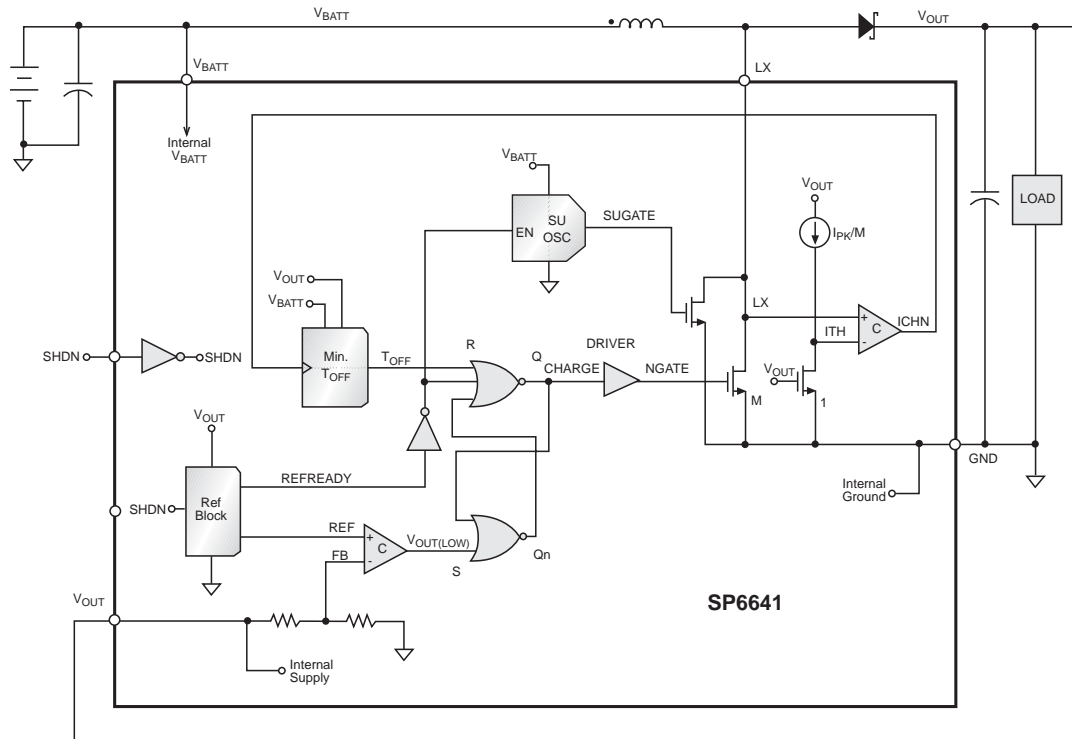 VBATT
VOUT
VBATT
LX
Internal
VBATT
VBATT
VOUT
SU
OSC
EN
SUGATE
IPK/M
LOAD
VOUT
VBATT
LX
ICHN
+
C
-
ITH
SHDN
SHDN
Min.
TOFF
TOFF
R
Q
DRIVER
CHARGE
NGATE
VOUT
M
1
VOUT
GND
REFREADY
Internal
Ground
SHDN
Ref
Block
REF
+
C
-
FB
VOUT(LOW)
S
Qn
VOUT
SP6641
Internal
Supply